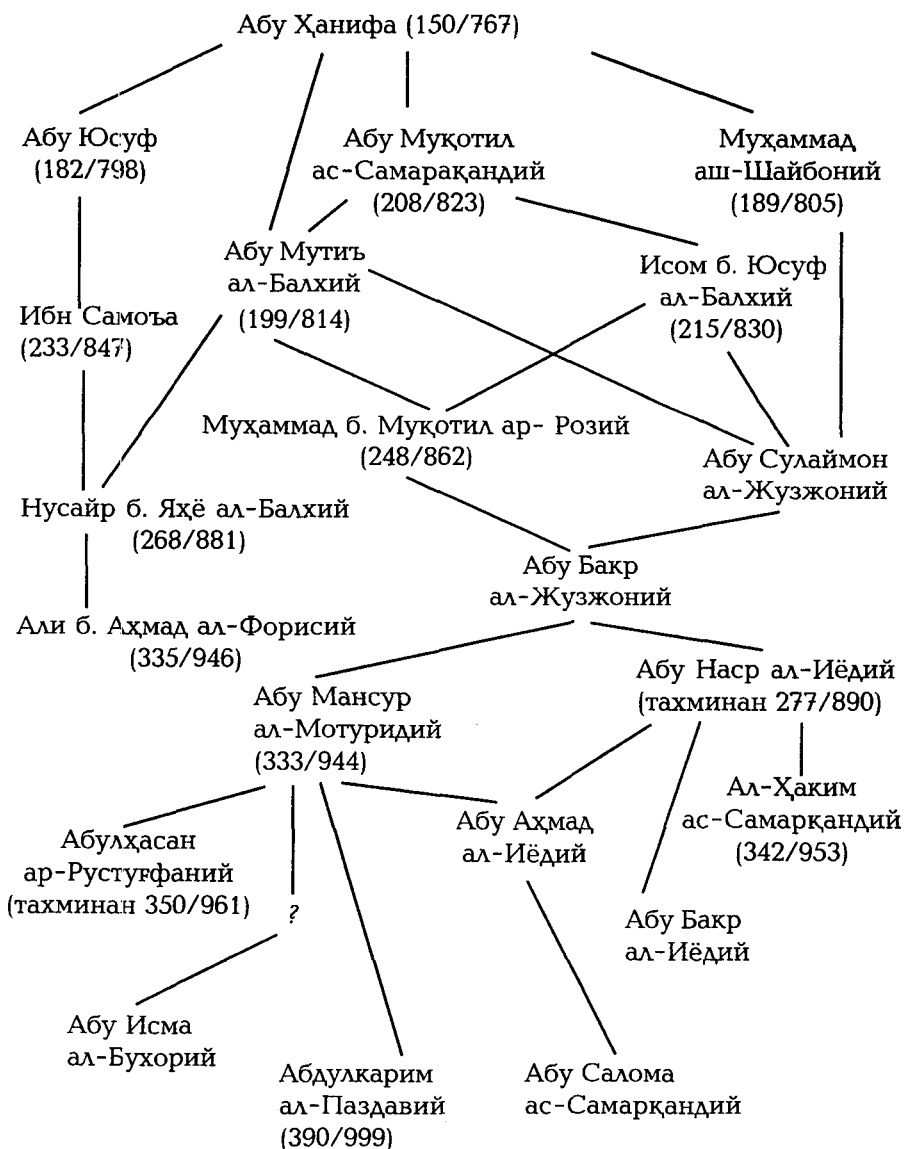 Абу Ҳанифа (150/767)
Абу Юсуф
(182/798)
Абу Муқотил
ас-Самарақандий
(208/823)
Муҳаммад
аш-Шайбоний
(189/805)
Абу Мутиъ
ал-Балхий
(199/814)
Исом б. Юсуф
ал-Балхий
(215/830)
Ибн Самоъа
(233/847)
Муҳаммад б. Муқотил ар- Розий
(248/862)
Абу Сулаймон
ал-Жузжоний
Нусайр б. Яҳё ал-Балхий
(268/881)
Абу Бакр
ал-Жузжоний
Али б. Аҳмад ал-Форисий
(335/946)
Абу Наср ал-Иёдий
(тахминан 277/890)
Абу Мансур
ал-Мотуридий
(333/944)
Ал-Ҳаким
ас-Самарқандий
(342/953)
Абулҳасан
ар-Рустуғфаний
(тахминан 350/961)
Абу Аҳмад
ал-Иёдий
?
Абу Бакр
ал-Иёдий
Абу Исма
ал-Бухорий
Абдулкарим
ал-Паздавий
(390/999)
Абу Салома
ас-Самарқандий